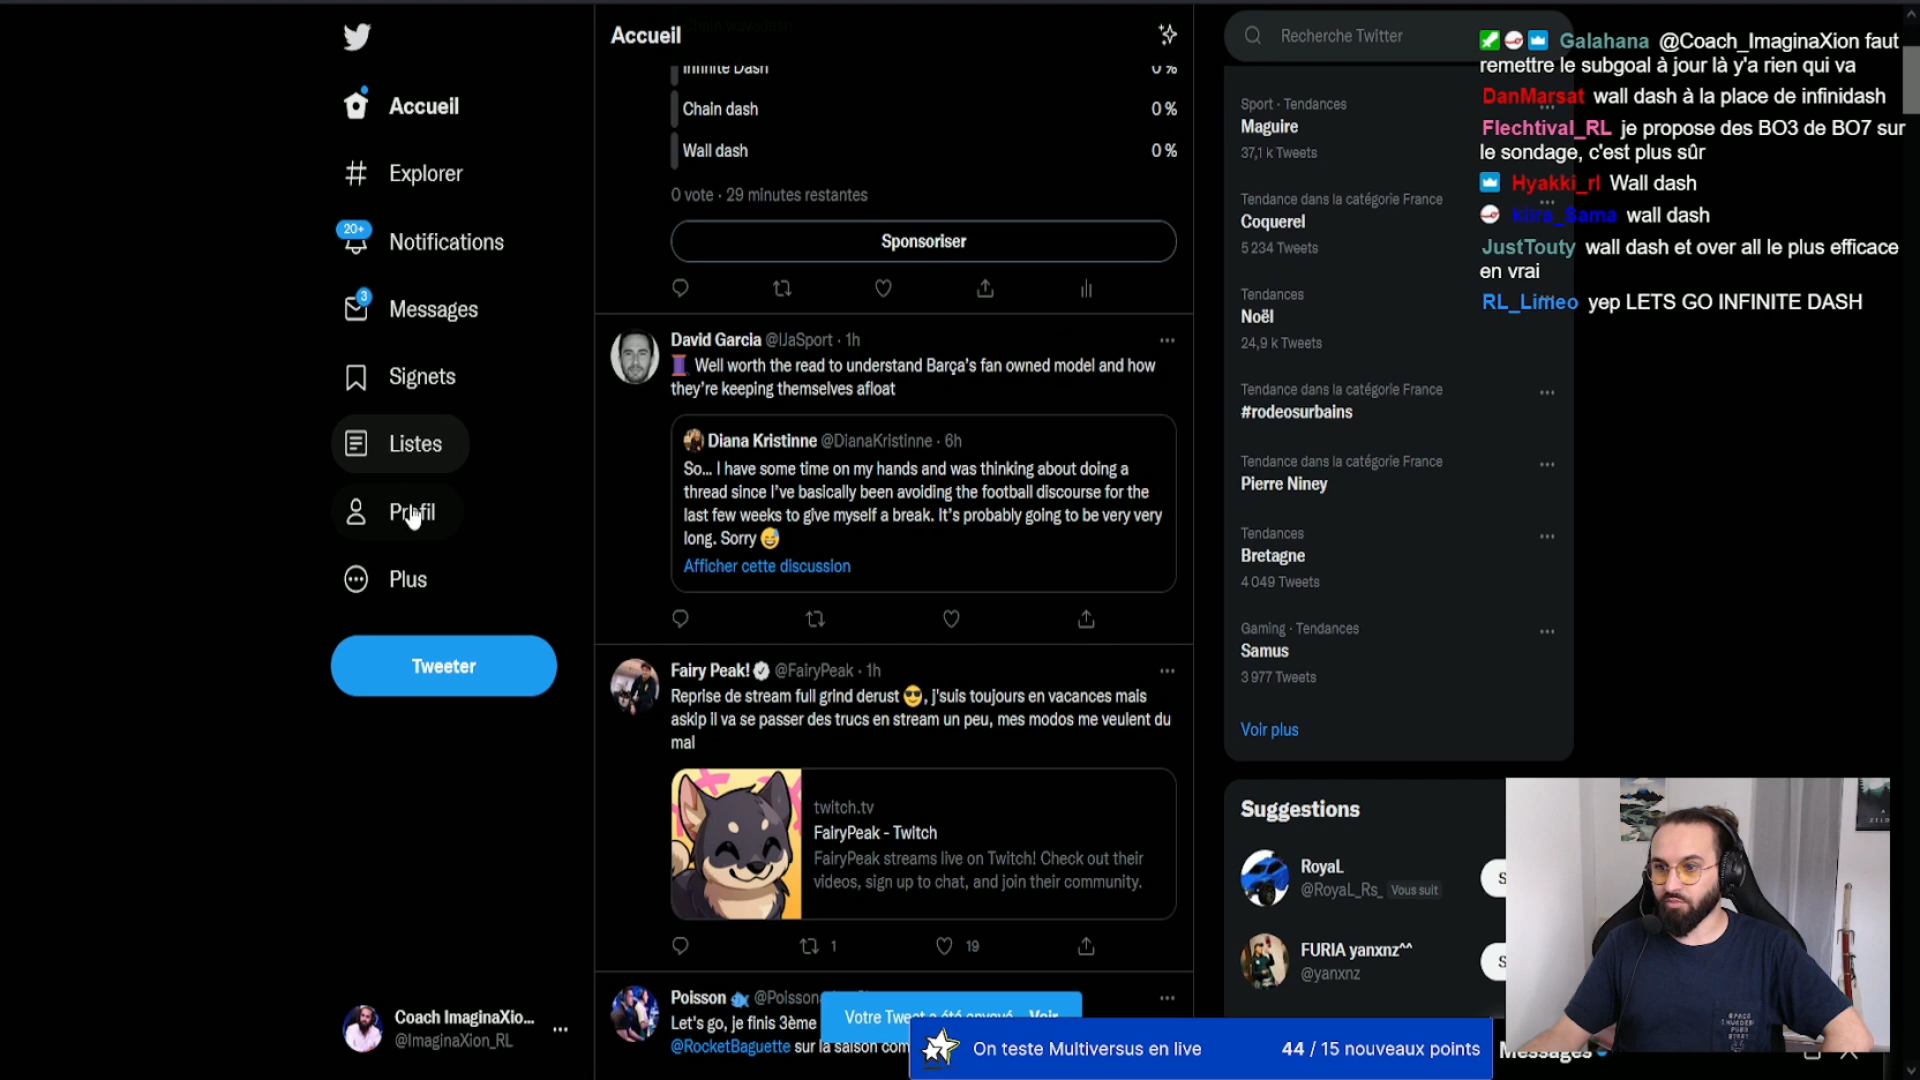 Accueil
Explorer
20+
Notifications
3
Messages
Signets
Listes
Profil
Plus
Tweeter
Coach ImaginaXio...
@ImaginaXion_RL
Accueil
Infinite Dash 0 %
Chain dash 0 %
Wall dash 0 %
0 vote · 29 minutes restantes
Sponsoriser
David Garcia @IJaSport · 1h
Well worth the read to understand Barça's fan owned model and how
they're keeping themselves afloat
Diana Kristinne @DianaKristinne · 6h
So... I have some time on my hands and was thinking about doing a
thread since I've basically been avoiding the football discourse for the
last few weeks to give myself a break. It's probably going to be very very
long. Sorry 😅
Afficher cette discussion
Fairy Peak! @FairyPeak · 1h
Reprise de stream full grind derust 😎, j'suis toujours en vacances mais
askip il va se passer des trucs en stream un peu, mes modos me veulent du
mal
twitch.tv
FairyPeak - Twitch
FairyPeak streams live on Twitch! Check out their
videos, sign up to chat, and join their community.
1 19
Poisson 🐟 @Poisson
Let's go, je finis 3ème
@RocketBaguette sur la saison com
Votre Tweet a été envoyé Voir
On teste Multiversus en live 44 / 15 nouveaux points
Recherche Twitter
Sport · Tendances
Maguire
37,1 k Tweets
Tendance dans la catégorie France
Coquerel
5 234 Tweets
Tendances
Noël
24,9 k Tweets
Tendance dans la catégorie France
#rodeosurbains
Tendance dans la catégorie France
Pierre Niney
Tendances
Bretagne
4 049 Tweets
Gaming · Tendances
Samus
3 977 Tweets
Voir plus
Suggestions
RoyaL
@RoyaL_Rs_ Vous suit
S
FURIA yanxnz^^
@yanxnz
S
Messages
Galahana @Coach_ImaginaXion faut
remettre le subgoal à jour là y'a rien qui va
DanMarsat wall dash à la place de infinidash
Flechtival_RL je propose des BO3 de BO7 sur
le sondage, c'est plus sûr
Hyakki_rl Wall dash
kiira_Sama wall dash
JustTouty wall dash et over all le plus efficace
en vrai
RL_Limeo yep LETS GO INFINITE DASH